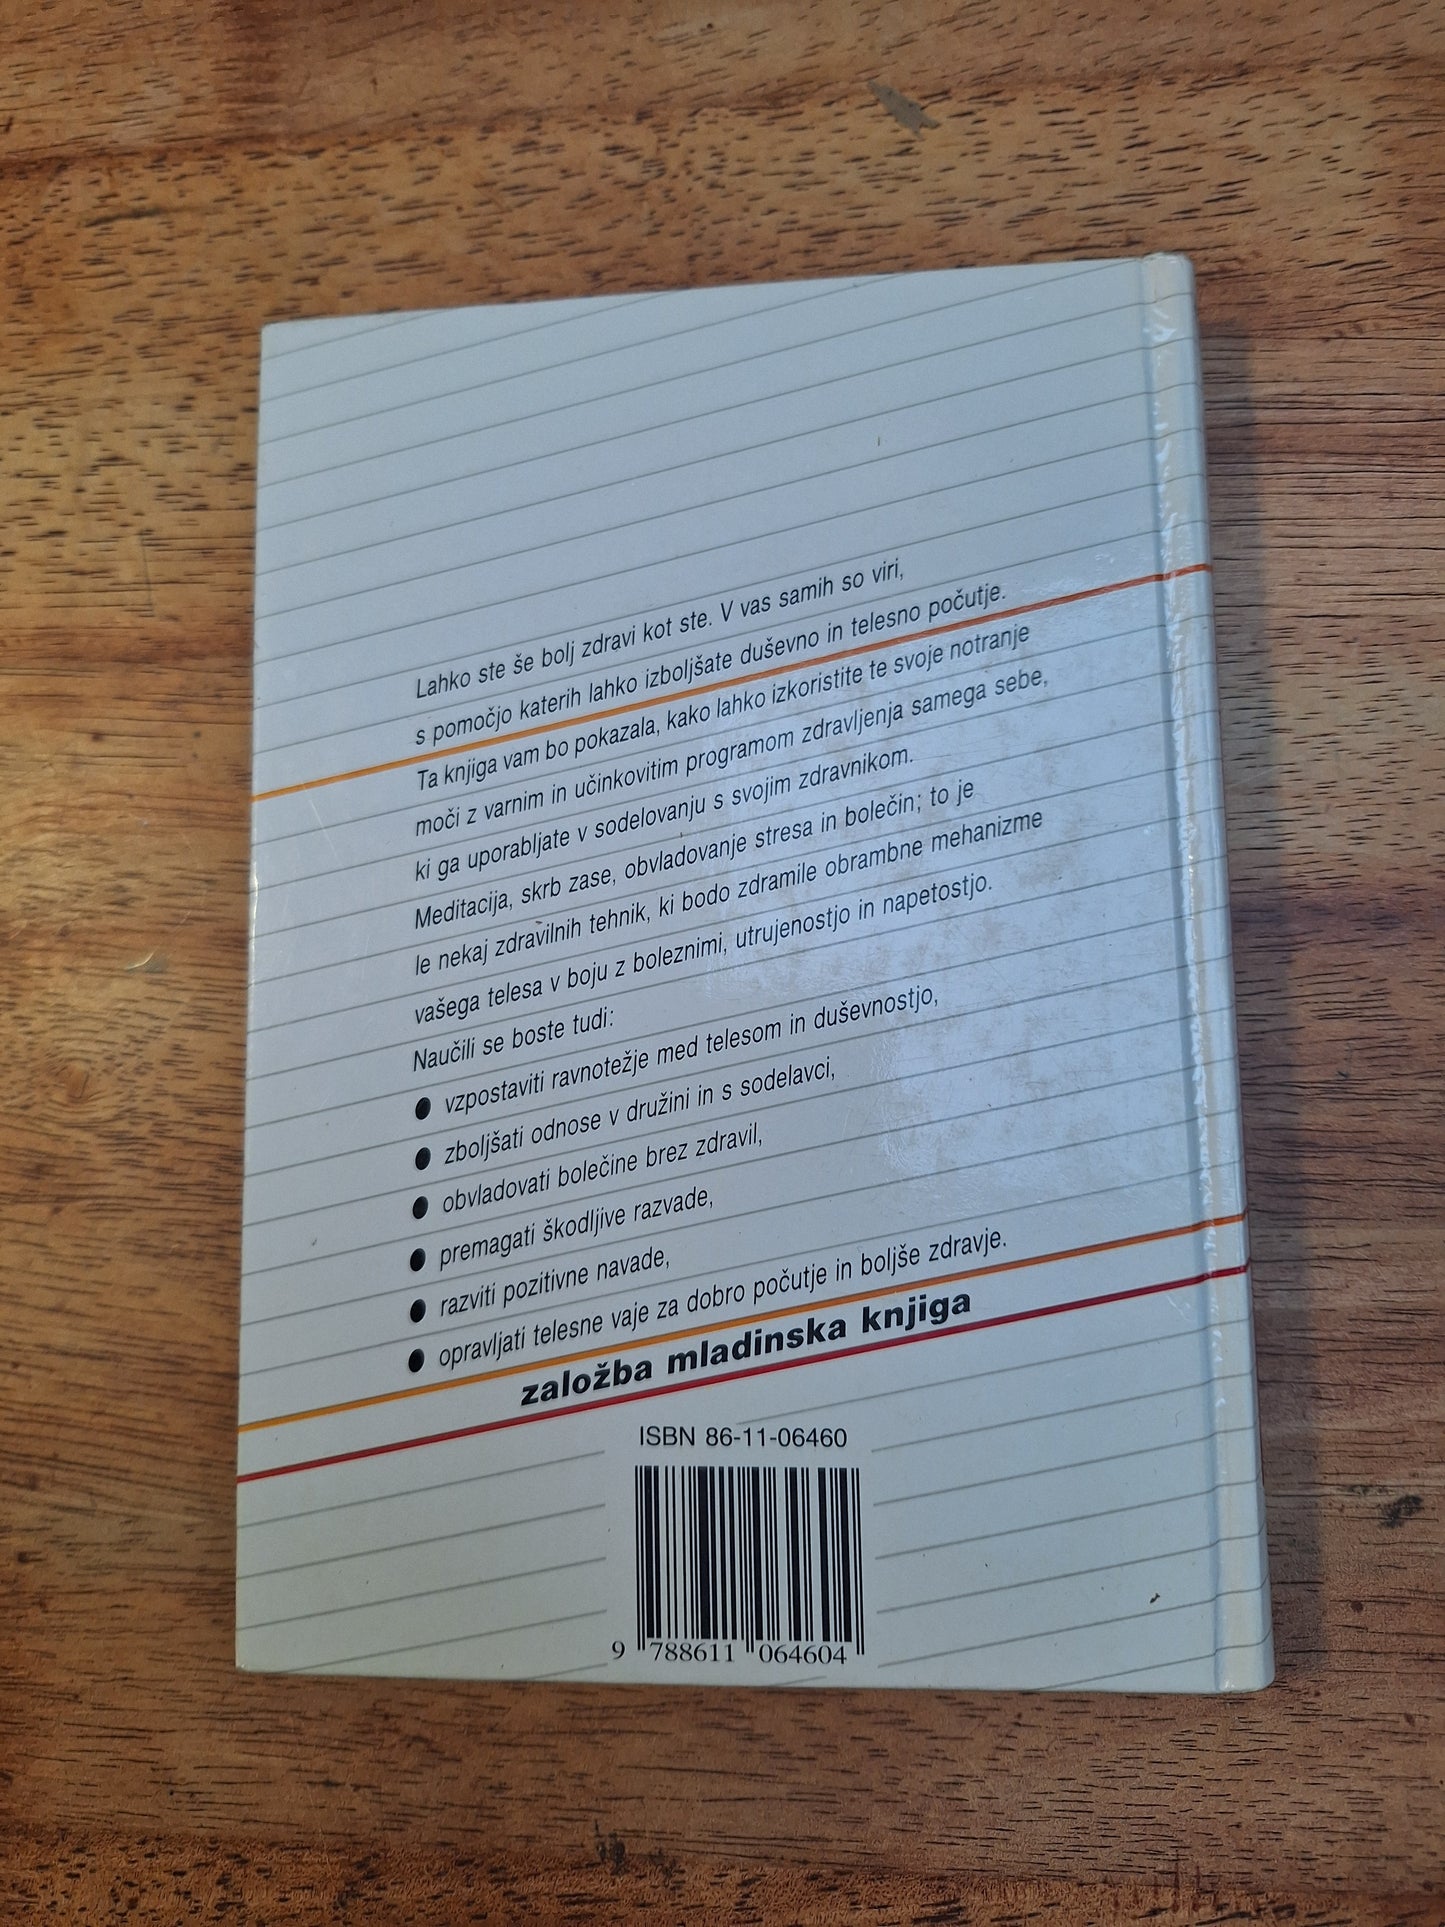 Lahko ste še bolj zdravi kot ste. V vas samih so viri,
s pomočjo katerih lahko izboljšate duševno in telesno počutje.
Ta knjiga vam bo pokazala, kako lahko izkoristite te svoje notranje
moči z varnim in učinkovitim programom zdravljenja samega sebe,
ki ga uporabljate v sodelovanju s svojim zdravnikom.
Meditacija, skrb zase, obvladovanje stresa in bolečin; to je
le nekaj zdravilnih tehnik, ki bodo zdramile obrambne mehanizme
vašega telesa v boju z boleznimi, utrujenostjo in napetostjo.
Naučili se boste tudi:
● vzpostaviti ravnotežje med telesom in duševnostjo,
● zboljšati odnose v družini in s sodelavci,
● obvladovati bolečine brez zdravil,
● premagati škodljive razvade,
● razviti pozitivne navade,
● opravljati telesne vaje za dobro počutje in boljše zdravje.
založba mladinska knjiga
ISBN 86-11-06460
9 788611 064604